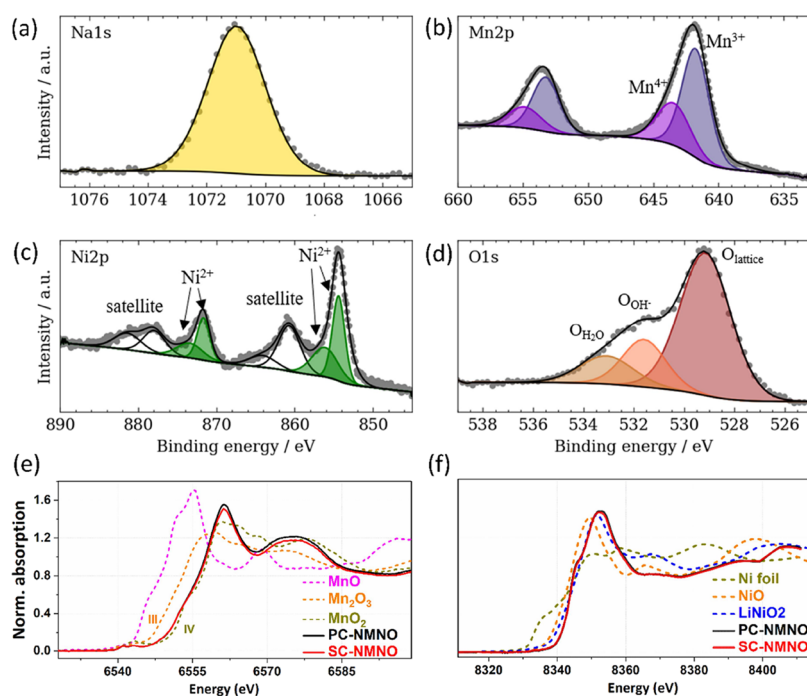 (a)
Na1s
Intensity / a.u.
1076 1074 1072 1070 1068 1066
(b)
Mn2p
Mn³⁺
Mn⁴⁺
660 655 650 645 640 635
(c)
Ni2p
Ni²⁺
Ni²⁺
satellite
satellite
Intensity / a.u.
890 880 870 860 850
Binding energy / eV
(d)
O1s
O_lattice
O_OH-
O_H₂O
538 536 534 532 530 528 526
Binding energy / eV
(e)
Norm. absorption
1.6
1.2
0.8
0.4
0.0
III
IV
MnO
Mn₂O₃
MnO₂
PC-NMNO
SC-NMNO
6540 6555 6570 6585
Energy (eV)
(f)
Ni foil
NiO
LiNiO2
PC-NMNO
SC-NMNO
8320 8340 8360 8380 8400
Energy (eV)